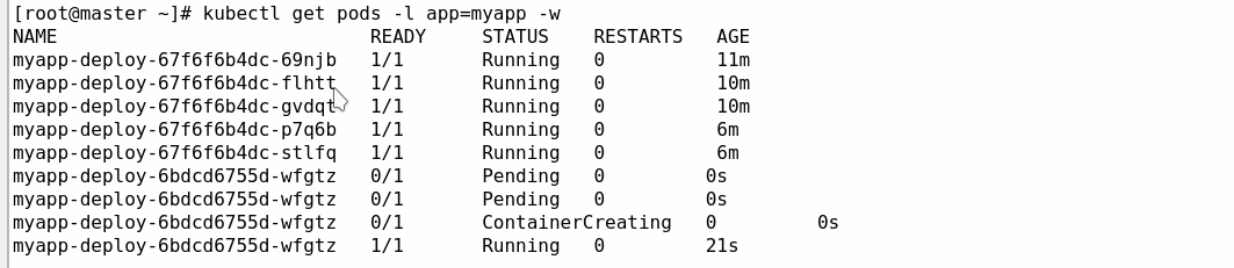 [root@master ~]# kubectl get pods -l app=myapp -w
NAME                            READY     STATUS    RESTARTS   AGE
myapp-deploy-67f6f6b4dc-69njb   1/1       Running   0          11m
myapp-deploy-67f6f6b4dc-flhtt   1/1       Running   0          10m
myapp-deploy-67f6f6b4dc-gvdqt   1/1       Running   0          10m
myapp-deploy-67f6f6b4dc-p7q6b   1/1       Running   0          6m
myapp-deploy-67f6f6b4dc-stlfq   1/1       Running   0          6m
myapp-deploy-6bdcd6755d-wfgtz   0/1       Pending   0         0s
myapp-deploy-6bdcd6755d-wfgtz   0/1       Pending   0         0s
myapp-deploy-6bdcd6755d-wfgtz   0/1       ContainerCreating   0         0s
myapp-deploy-6bdcd6755d-wfgtz   1/1       Running   0         21s